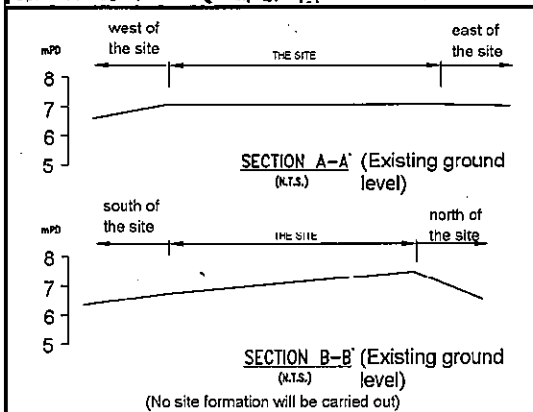 west of
the site
east of
the site
mPD
THE SITE
8
7
6
5
SECTION A-A' (Existing ground
(N.T.S.)
level)
south of
the site
north of
the site
mPD
THE SITE
8
7
6
5
SECTION B-B' (Existing ground
(N.T.S.)
level)
(No site formation will be carried out)